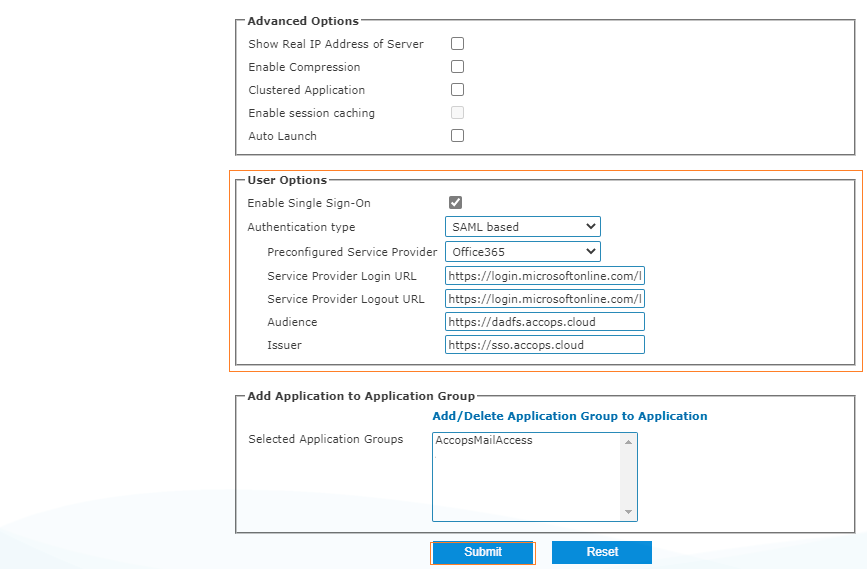 Advanced Options
Show Real IP Address of Server
Enable Compression
Clustered Application
Enable session caching
Auto Launch
User Options
Enable Single Sign-On
Authentication type SAML based
Preconfigured Service Provider Office365
Service Provider Login URL https://login.microsoftonline.com/l
Service Provider Logout URL https://login.microsoftonline.com/l
Audience https://dadfs.accops.cloud
Issuer https://sso.accops.cloud
Add Application to Application Group
Add/Delete Application Group to Application
Selected Application Groups AccopsMailAccess
Submit Reset